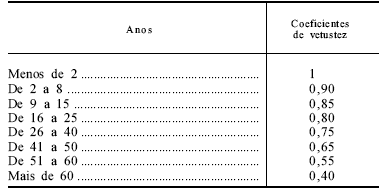 Anos
Coeficientes
de vetustez
Menos de 2 ........................................................ 1
De 2 a 8 ............................................................ 0,90
De 9 a 15 .......................................................... 0,85
De 16 a 25 ........................................................ 0,80
De 26 a 40 ........................................................ 0,75
De 41 a 50 ........................................................ 0,65
De 51 a 60 ........................................................ 0,55
Mais de 60 ........................................................ 0,40